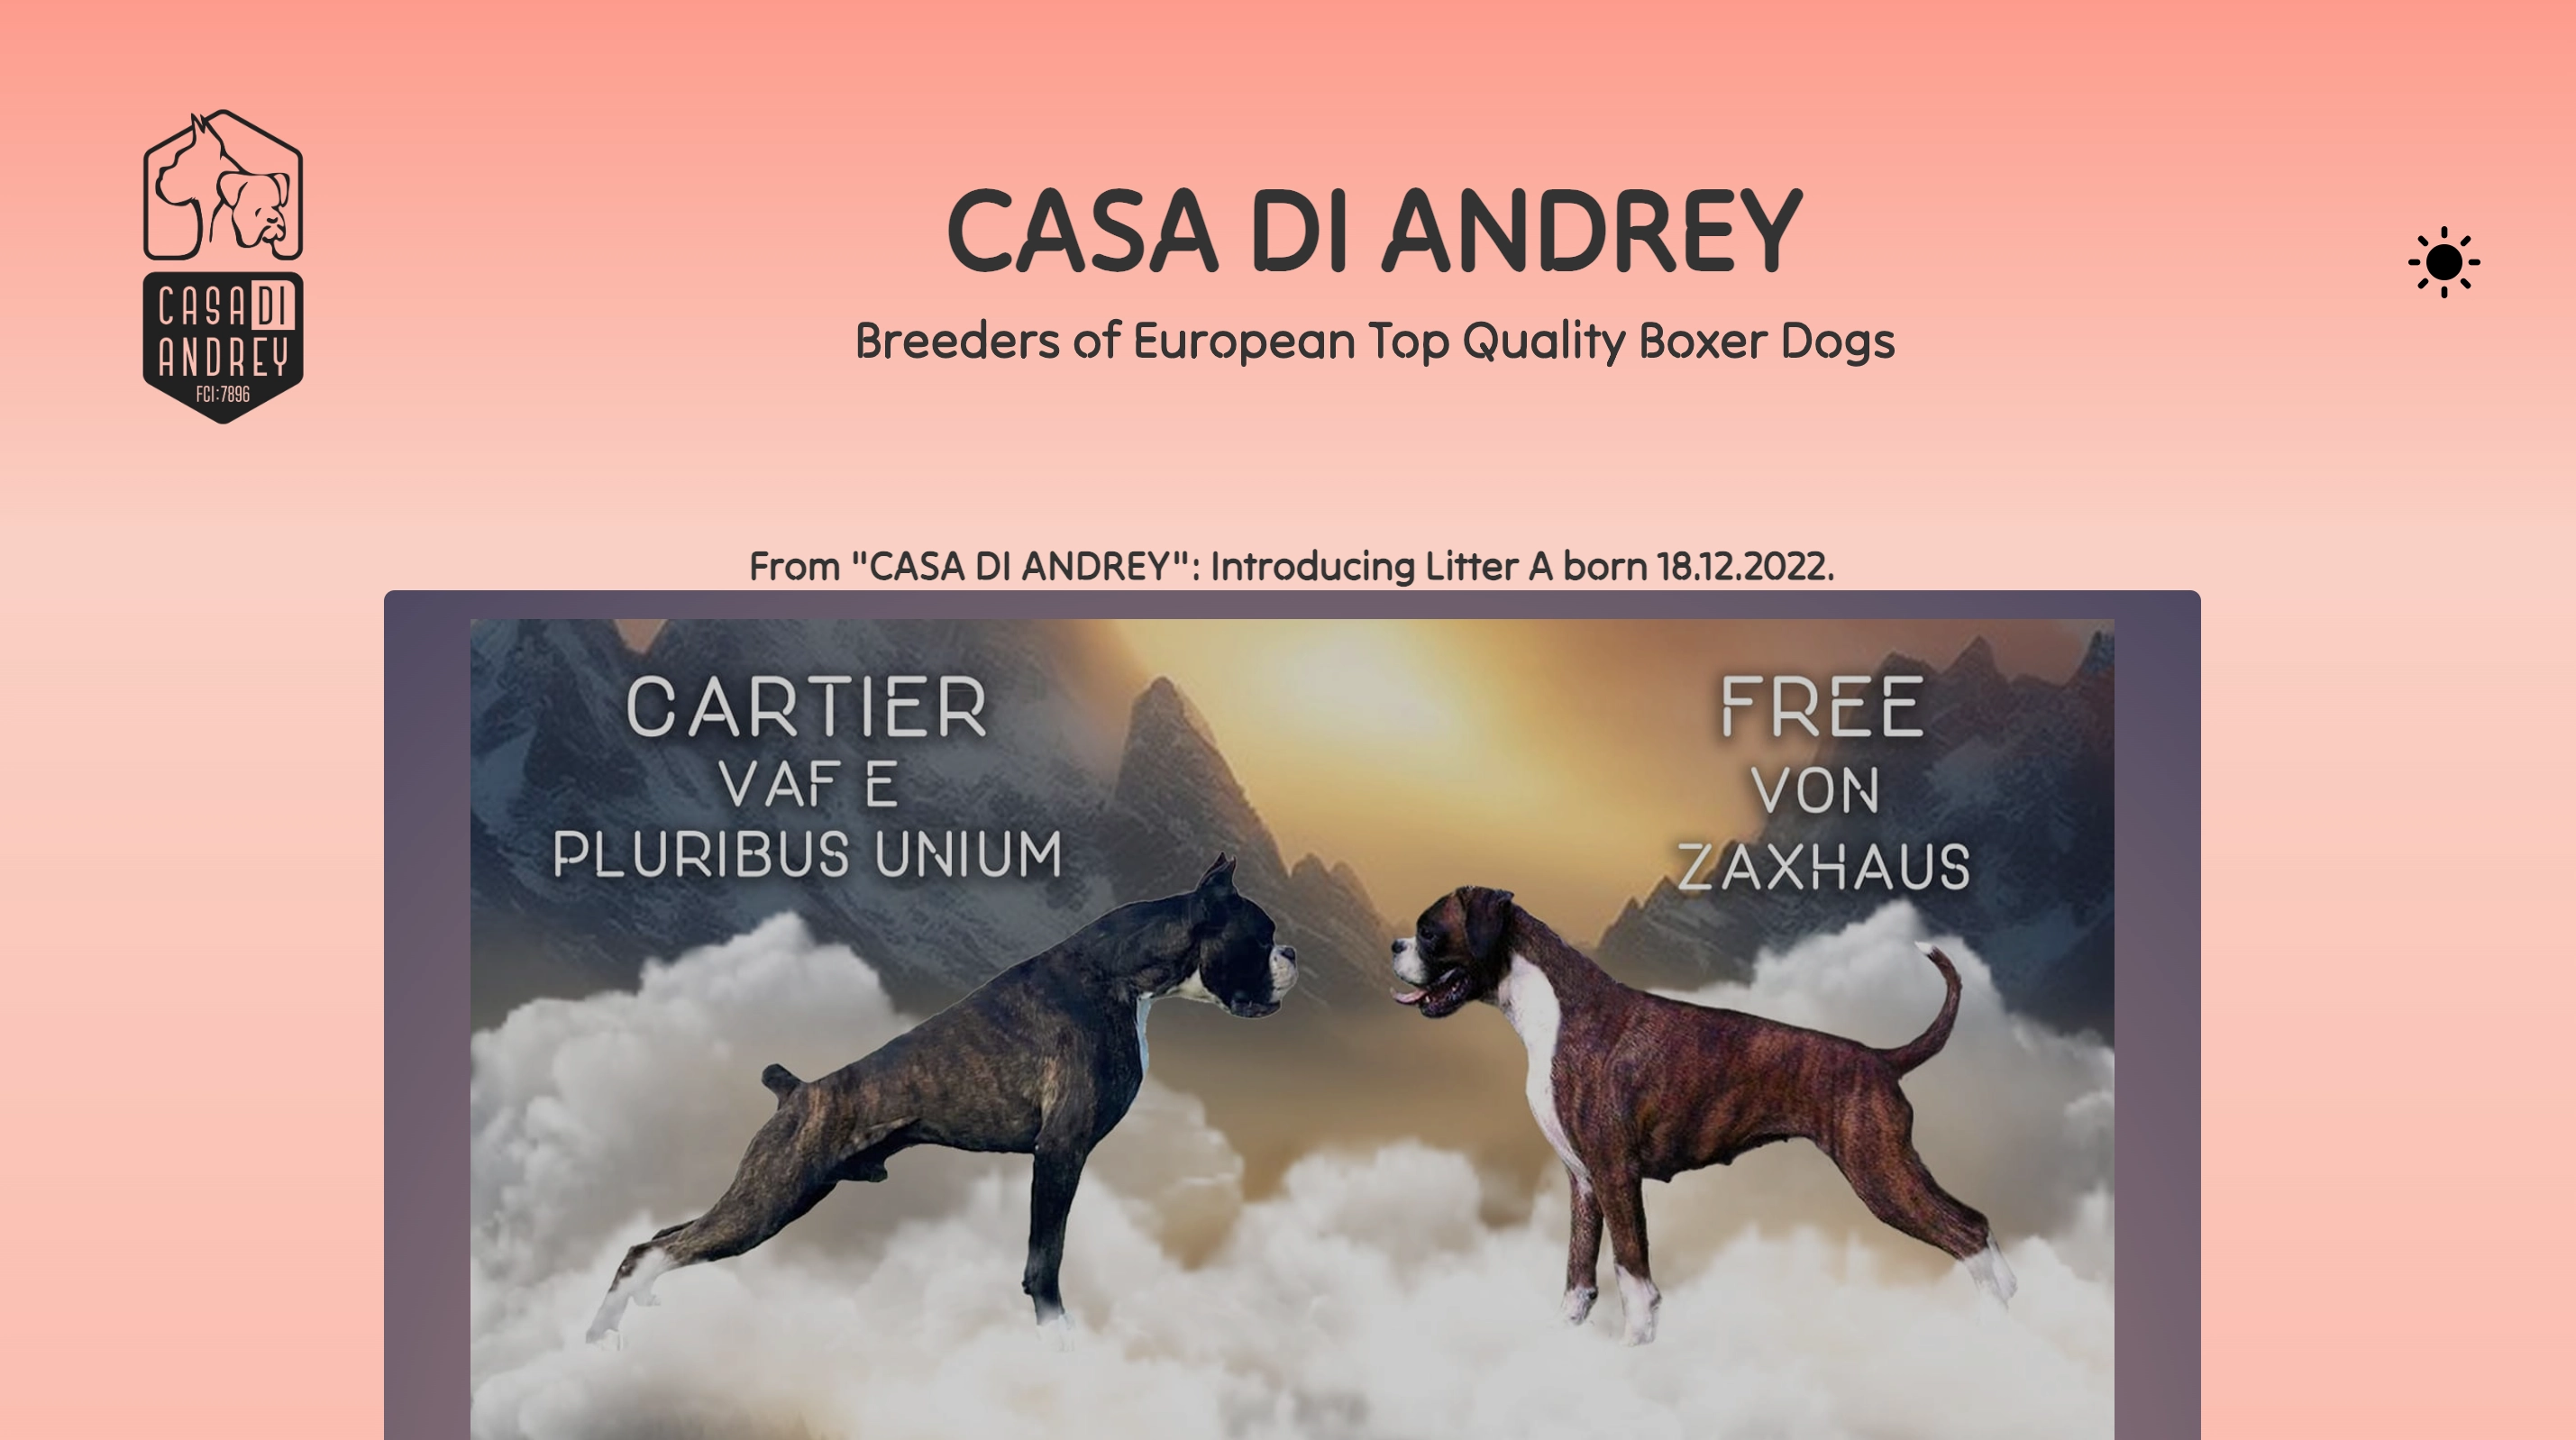 CASA DI
ANDREY
FCI:7896
CASA DI ANDREY
Breeders of European Top Quality Boxer Dogs
From "CASA DI ANDREY": Introducing Litter A born 18.12.2022.
CARTIER
VAF E
PLURIBUS UNIUM
FREE
VON
ZAXHAUS